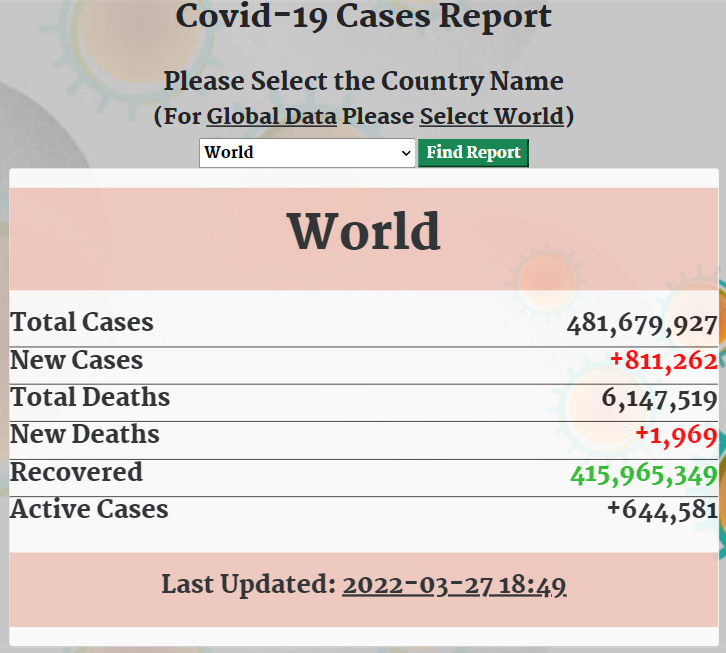 Covid-19 Cases Report
Please Select the Country Name
(For Global Data Please Select World)
World Find Report
World
Total Cases 481,679,927
New Cases +811,262
Total Deaths 6,147,519
New Deaths +1,969
Recovered 415,965,349
Active Cases +644,581
Last Updated: 2022-03-27 18:49